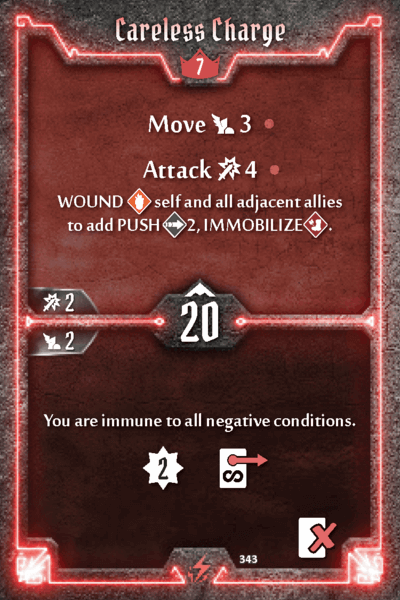 Careless Charge
7
Move 3
Attack 4
WOUND self and all adjacent allies
to add PUSH 2, IMMOBILIZE.
2
20
2
You are immune to all negative conditions.
2
343